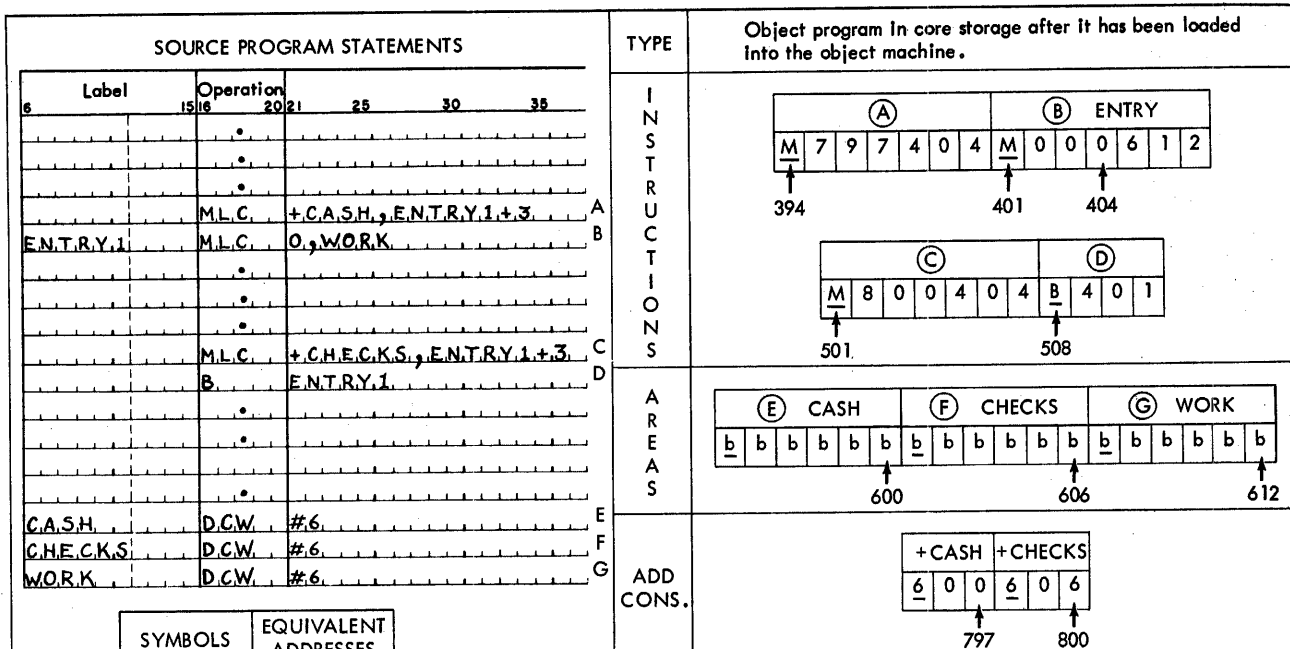 SOURCE PROGRAM STATEMENTS
Label Operation
6 15 16 20 21 25 30 35
MLC +CASH,ENTRY1+3 A
ENTRY1 MLC 0,WORK B
MLC +CHECKS,ENTRY1+3 C
B ENTRY1 D
CASH DCW #6 E
CHECKS DCW #6 F
WORK DCW #6 G
SYMBOLS EQUIVALENT
ADDRESSES
TYPE
Object program in core storage after it has been loaded
into the object machine.
INSTRUCTIONS
A B ENTRY
M 7 9 7 4 0 4 M 0 0 0 6 1 2
394 401 404
C D
M 8 0 0 4 0 4 B 4 0 1
501 508
AREAS
E CASH F CHECKS G WORK
b b b b b b b b b b b b b b b b b b
600 606 612
ADD
CONS.
+CASH +CHECKS
6 0 0 6 0 6
797 800